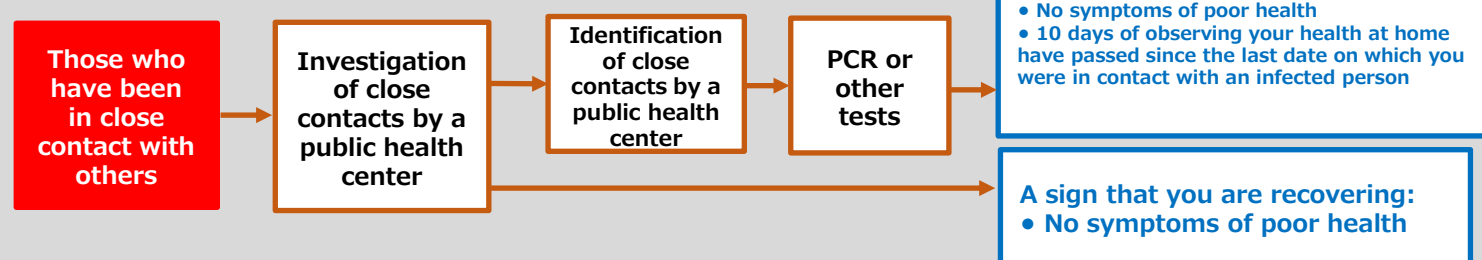 Those who
have been
in close
contact with
others
Investigation
of close
contacts by a
public health
center
Identification
of close
contacts by a
public health
center
PCR or
other
tests
• No symptoms of poor health
• 10 days of observing your health at home
have passed since the last date on which you
were in contact with an infected person
A sign that you are recovering:
• No symptoms of poor health